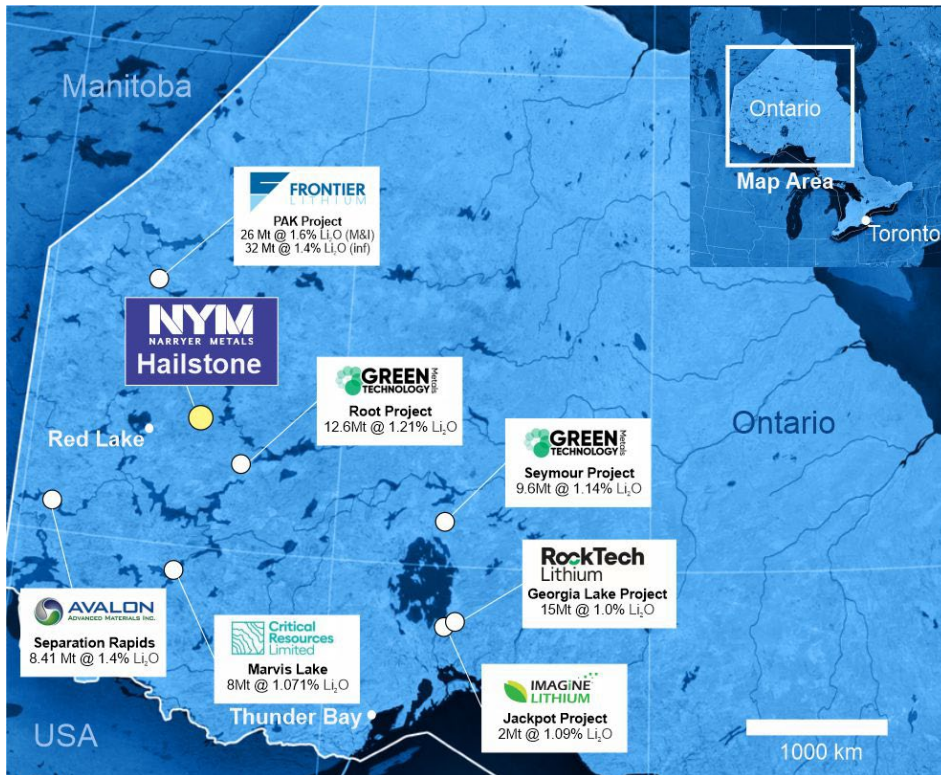 Manitoba
Ontario
Map Area
Toronto
FRONTIER
LITHIUM
PAK Project
26 Mt @ 1.6% Li₂O (M&I)
32 Mt @ 1.4% Li₂O (inf)
NYM
NARRYER METALS
Hailstone
GREEN
TECHNOLOGY
Metals
Root Project
12.6Mt @ 1.21% Li₂O
Red Lake
Ontario
GREEN
TECHNOLOGY
Metals
Seymour Project
9.6Mt @ 1.14% Li₂O
RockTech
Lithium
Georgia Lake Project
15Mt @ 1.0% Li₂O
AVALON
ADVANCED MATERIALS INC.
Separation Rapids
8.41 Mt @ 1.4% Li₂O
Critical
Resources
Limited
Marvis Lake
8Mt @ 1.071% Li₂O
IMAGINE
LITHIUM
Jackpot Project
2Mt @ 1.09% Li₂O
Thunder Bay
USA
1000 km